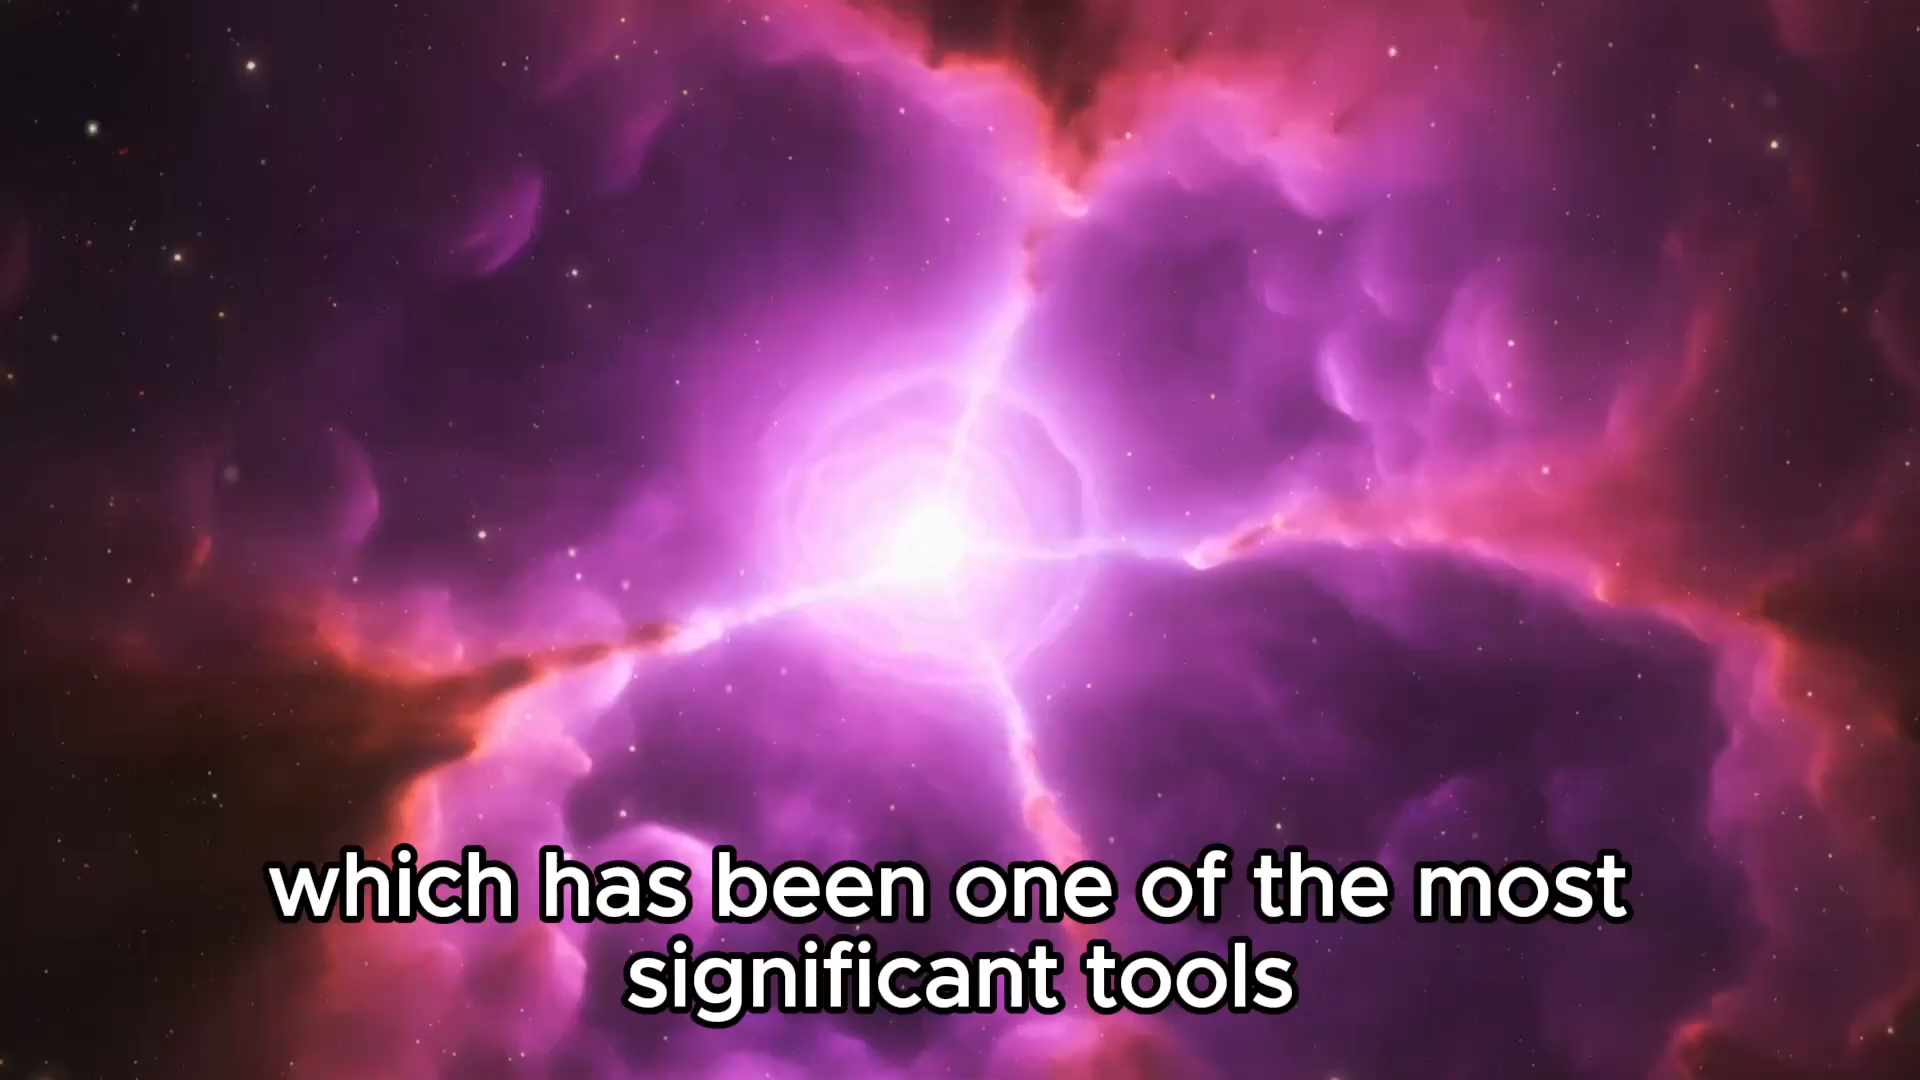 which has been one of the most
significant tools